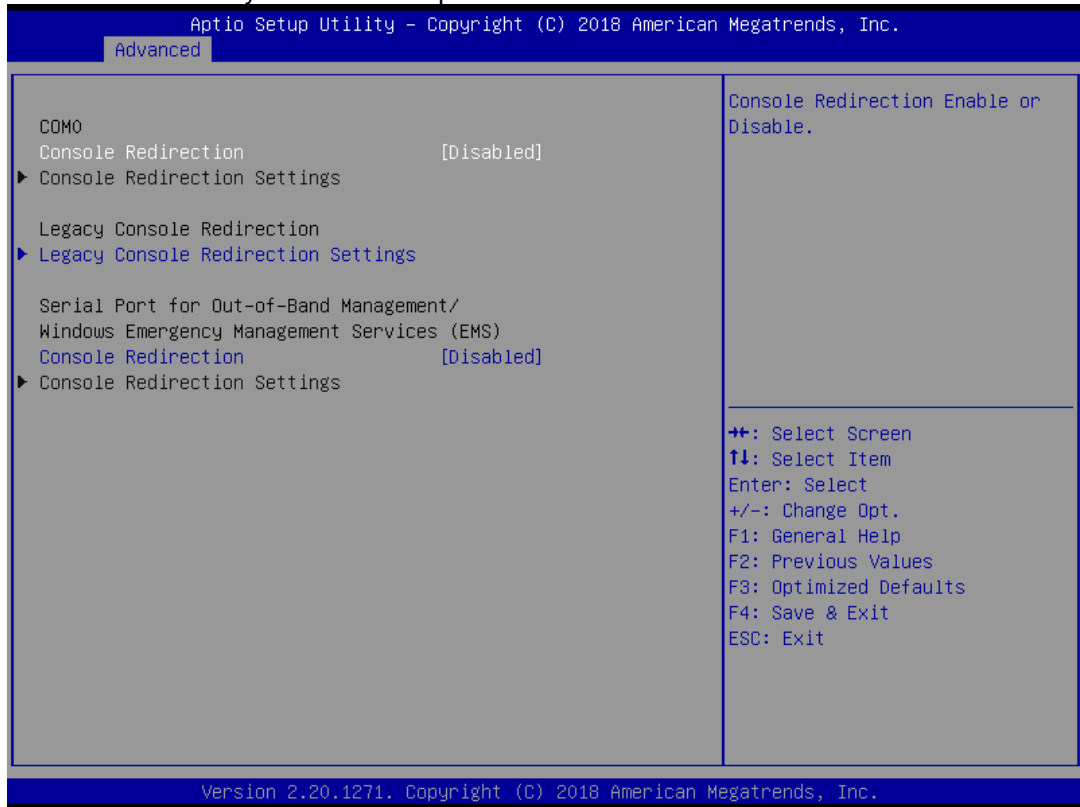 Aptio Setup Utility – Copyright (C) 2018 American Megatrends, Inc.
Advanced
COM0
Console Redirection [Disabled]
▶ Console Redirection Settings
Legacy Console Redirection
▶ Legacy Console Redirection Settings
Serial Port for Out-of-Band Management/
Windows Emergency Management Services (EMS)
Console Redirection [Disabled]
▶ Console Redirection Settings
Console Redirection Enable or
Disable.
→←: Select Screen
↑↓: Select Item
Enter: Select
+/-: Change Opt.
F1: General Help
F2: Previous Values
F3: Optimized Defaults
F4: Save & Exit
ESC: Exit
Version 2.20.1271. Copyright (C) 2018 American Megatrends, Inc.